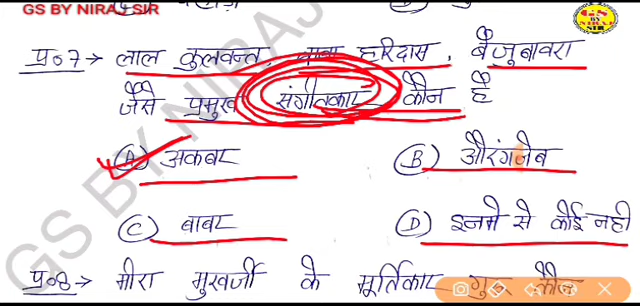 GS BY NIRAJ SIR
प्र०7→ लाल कुलवन्त, बाबा हरिदास, बैजुबावरा
जैसे प्रमुख संगीतकार कौन है
(A) अकबर
(B) औरंगजेब
(C) बाबर
(D) इनमे से कोई नही
प्र०8→ मीरा मुखर्जी के मूर्तिकार गुरु कौन